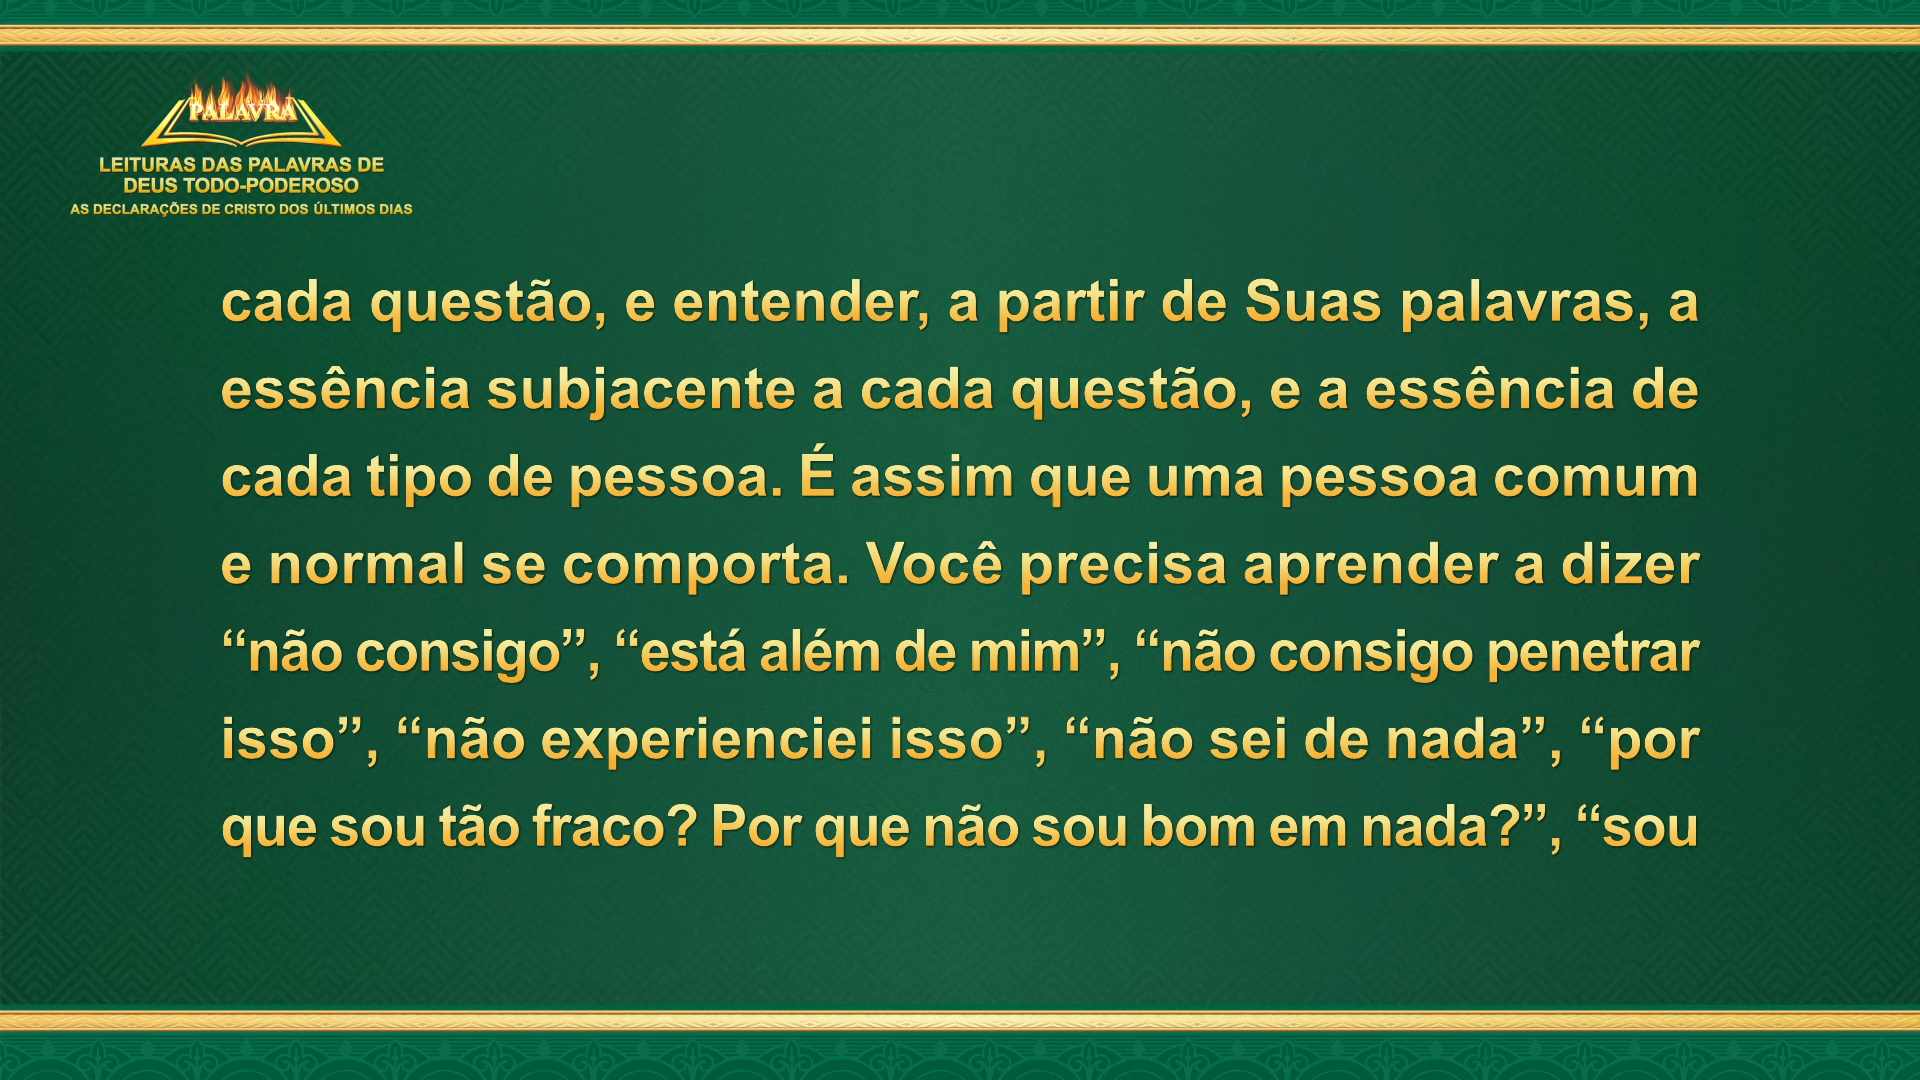 PALAVRA
LEITURAS DAS PALAVRAS DE
DEUS TODO-PODEROSO
AS DECLARAÇÕES DE CRISTO DOS ÚLTIMOS DIAS
cada questão, e entender, a partir de Suas palavras, a
essência subjacente a cada questão, e a essência de
cada tipo de pessoa. É assim que uma pessoa comum
e normal se comporta. Você precisa aprender a dizer
“não consigo”, “está além de mim”, “não consigo penetrar
isso”, “não experienciei isso”, “não sei de nada”, “por
que sou tão fraco? Por que não sou bom em nada?”, “sou